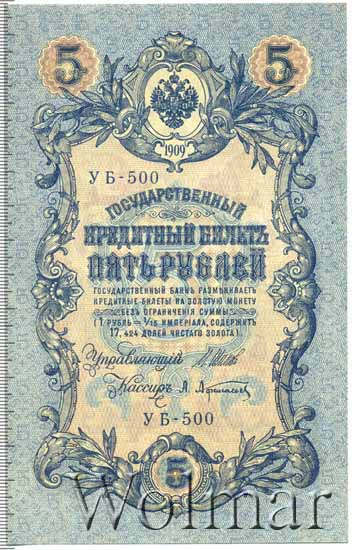 5 5
1909
УБ-500
ГОСУДАРСТВЕННЫЙ
КРЕДИТНЫЙ БИЛЕТЪ
ПЯТЬ РУБЛЕЙ
ГОСУДАРСТВЕННЫЙ БАНКЪ РАЗМѢНИВАЕТЪ
КРЕДИТНЫЕ БИЛЕТЫ НА ЗОЛОТУЮ МОНЕТУ
БЕЗЪ ОГРАНИЧЕНІЯ СУММЫ
(1 РУБЛЬ = 1/15 ИМПЕРІАЛА, СОДЕРЖИТЪ
17,424 ДОЛЕЙ ЧИСТАГО ЗОЛОТА).
Управляющій
Кассиръ
УБ-500
5
Wolmar